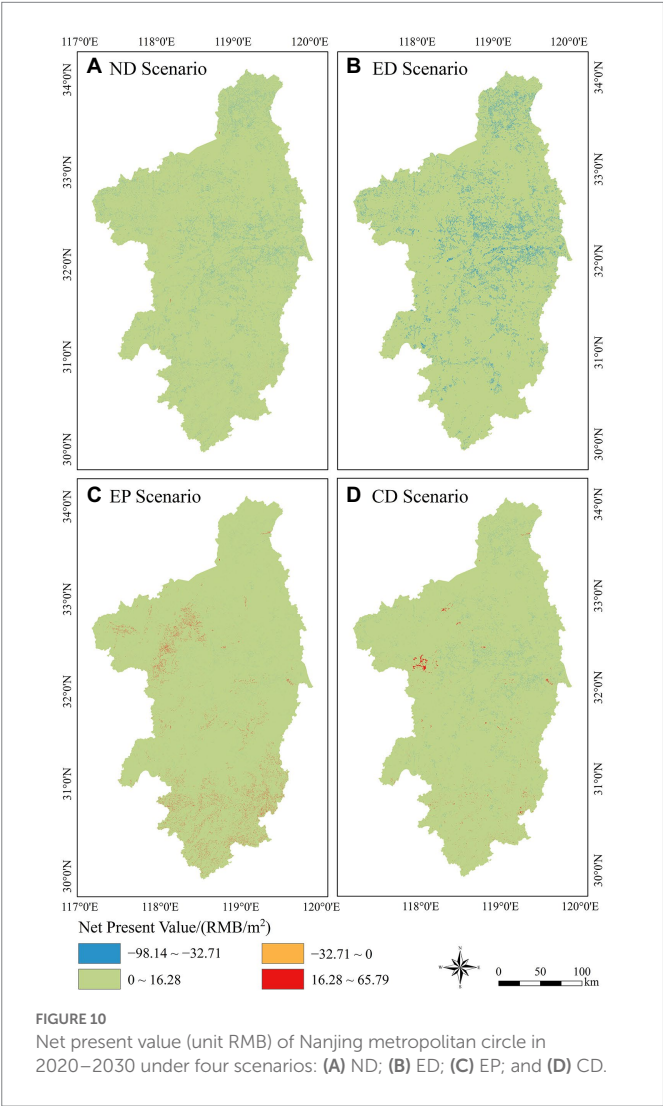 117°0'E 118°0'E 119°0'E 120°0'E 118°0'E 119°0'E 120°0'E
A ND Scenario
B ED Scenario
34°0'N
33°0'N
32°0'N
31°0'N
30°0'N
34°0'N
33°0'N
32°0'N
31°0'N
30°0'N
C EP Scenario
D CD Scenario
34°0'N
33°0'N
32°0'N
31°0'N
30°0'N
34°0'N
33°0'N
32°0'N
31°0'N
30°0'N
117°0'E 118°0'E 119°0'E 120°0'E 118°0'E 119°0'E 120°0'E
Net Present Value/(RMB/m²)
−98.14 ~ −32.71 −32.71 ~ 0
0 ~ 16.28 16.28 ~ 65.79
N
W E
S
0 50 100
km
FIGURE 10
Net present value (unit RMB) of Nanjing metropolitan circle in
2020–2030 under four scenarios: (A) ND; (B) ED; (C) EP; and (D) CD.